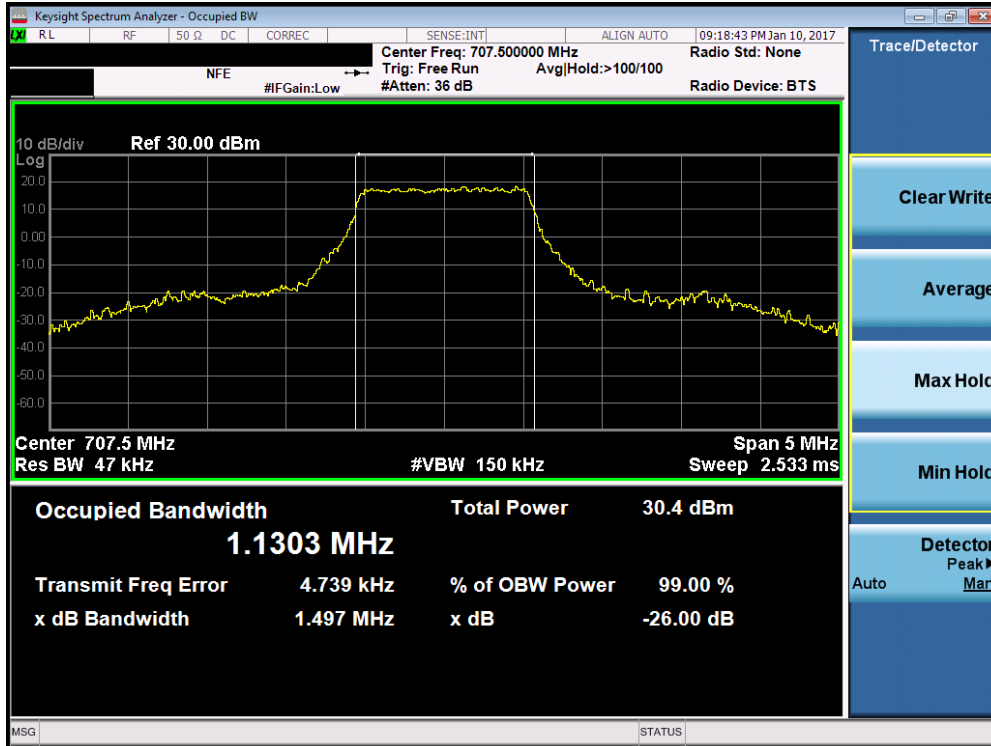 Keysight Spectrum Analyzer - Occupied BW
LXI RL RF 50 Ω DC CORREC SENSE:INT ALIGN AUTO 09:18:43 PM Jan 10, 2017
Center Freq: 707.500000 MHz Radio Std: None
NFE Trig: Free Run Avg|Hold:>100/100
#IFGain:Low #Atten: 36 dB Radio Device: BTS
10 dB/div Ref 30.00 dBm
Log
20.0
10.0
0.00
-10.0
-20.0
-30.0
-40.0
-50.0
-60.0
Center 707.5 MHz Span 5 MHz
Res BW 47 kHz #VBW 150 kHz Sweep 2.533 ms
Occupied Bandwidth Total Power 30.4 dBm
1.1303 MHz
Transmit Freq Error 4.739 kHz % of OBW Power 99.00 %
x dB Bandwidth 1.497 MHz x dB -26.00 dB
MSG STATUS
Trace/Detector
Clear Write
Average
Max Hold
Min Hold
Detector
Peak
Auto Man